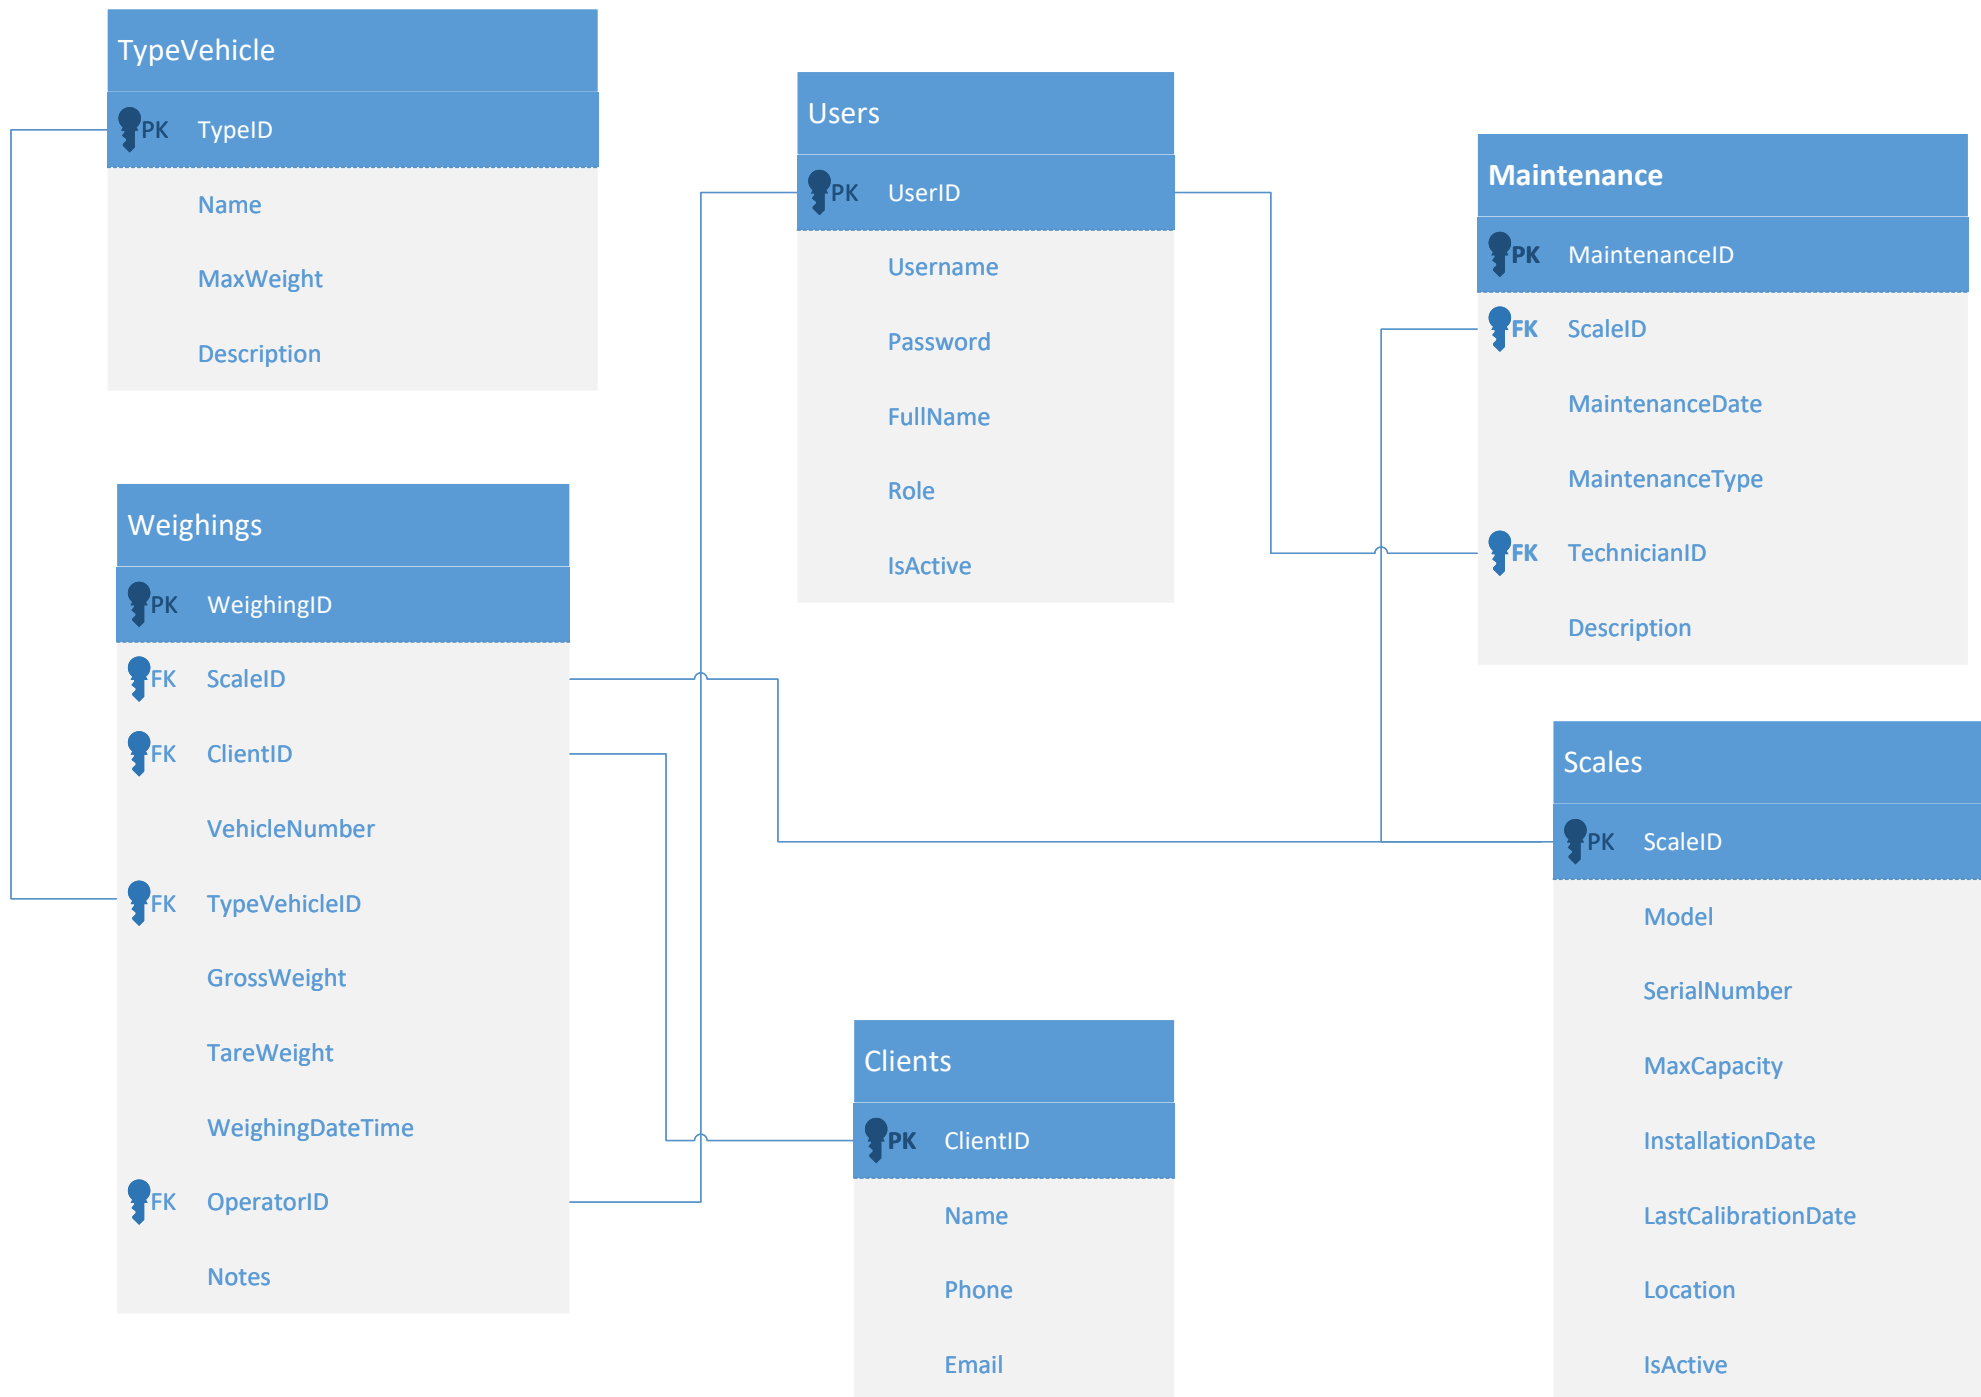 TypeVehicle
PK TypeID
Name
MaxWeight
Description
Users
PK UserID
Username
Password
FullName
Role
IsActive
Maintenance
PK MaintenanceID
FK ScaleID
MaintenanceDate
MaintenanceType
FK TechnicianID
Description
Weighings
PK WeighingID
FK ScaleID
FK ClientID
VehicleNumber
FK TypeVehicleID
GrossWeight
TareWeight
WeighingDateTime
FK OperatorID
Notes
Clients
PK ClientID
Name
Phone
Email
Scales
PK ScaleID
Model
SerialNumber
MaxCapacity
InstallationDate
LastCalibrationDate
Location
IsActive